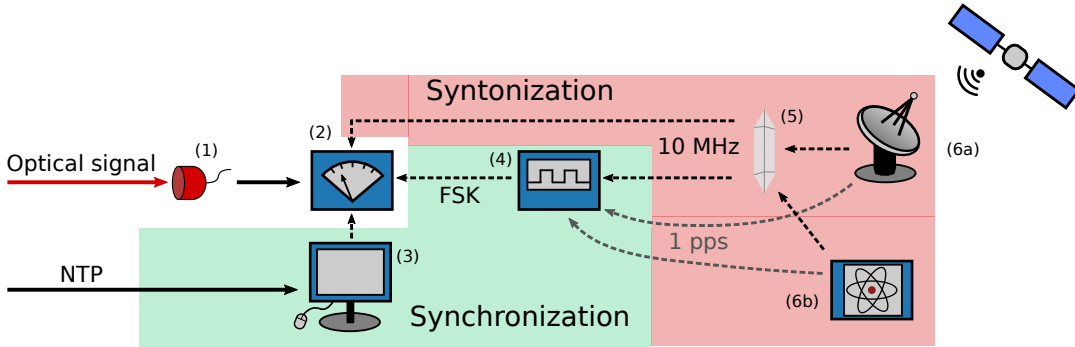 Syntonization
(2)
(5)
(1)
Optical signal
(4)
10 MHz
(6a)
FSK
1 pps
(3)
NTP
(6b)
Synchronization